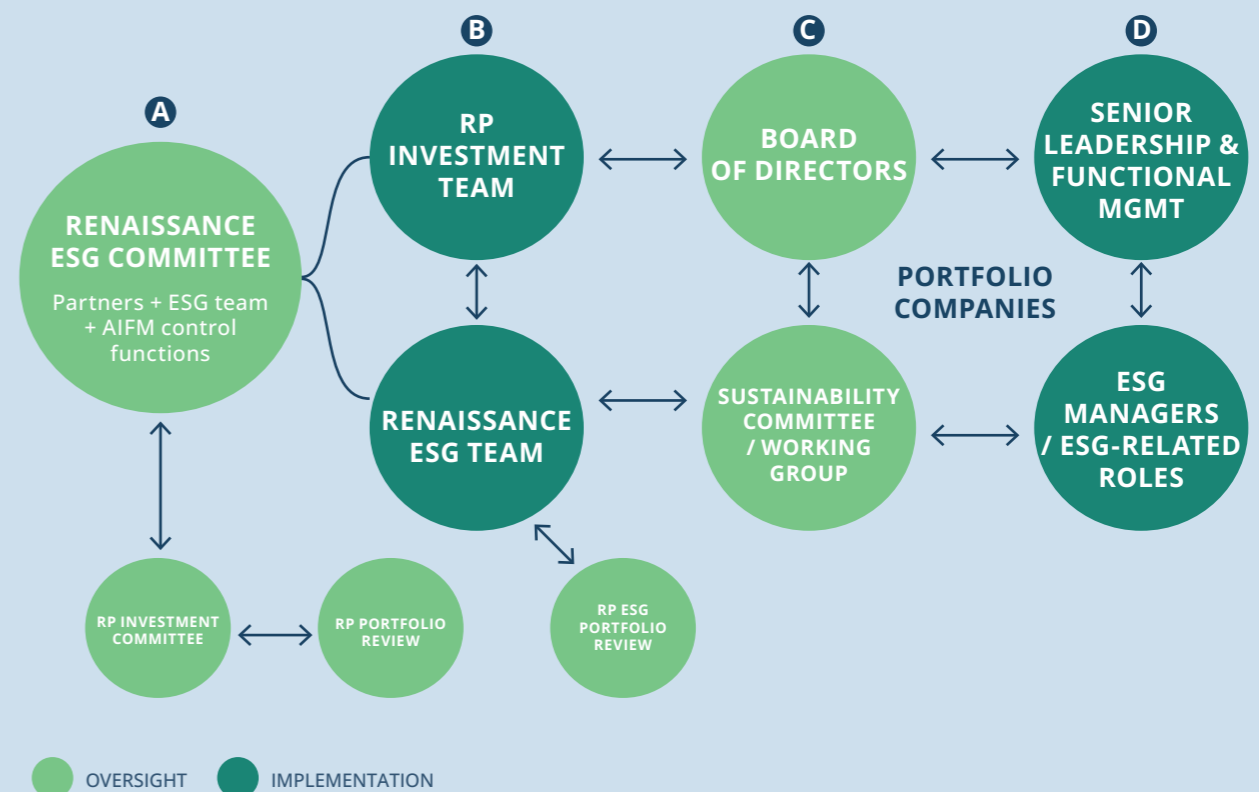 A
RENAISSANCE
ESG COMMITTEE
Partners + ESG team
+ AIFM control
functions
B
RP
INVESTMENT
TEAM
RENAISSANCE
ESG TEAM
C
BOARD
OF DIRECTORS
SUSTAINABILITY
COMMITTEE
/ WORKING
GROUP
PORTFOLIO
COMPANIES
D
SENIOR
LEADERSHIP &
FUNCTIONAL
MGMT
ESG
MANAGERS
/ ESG-RELATED
ROLES
RP INVESTMENT
COMMITTEE
RP PORTFOLIO
REVIEW
RP ESG
PORTFOLIO
REVIEW
OVERSIGHT
IMPLEMENTATION